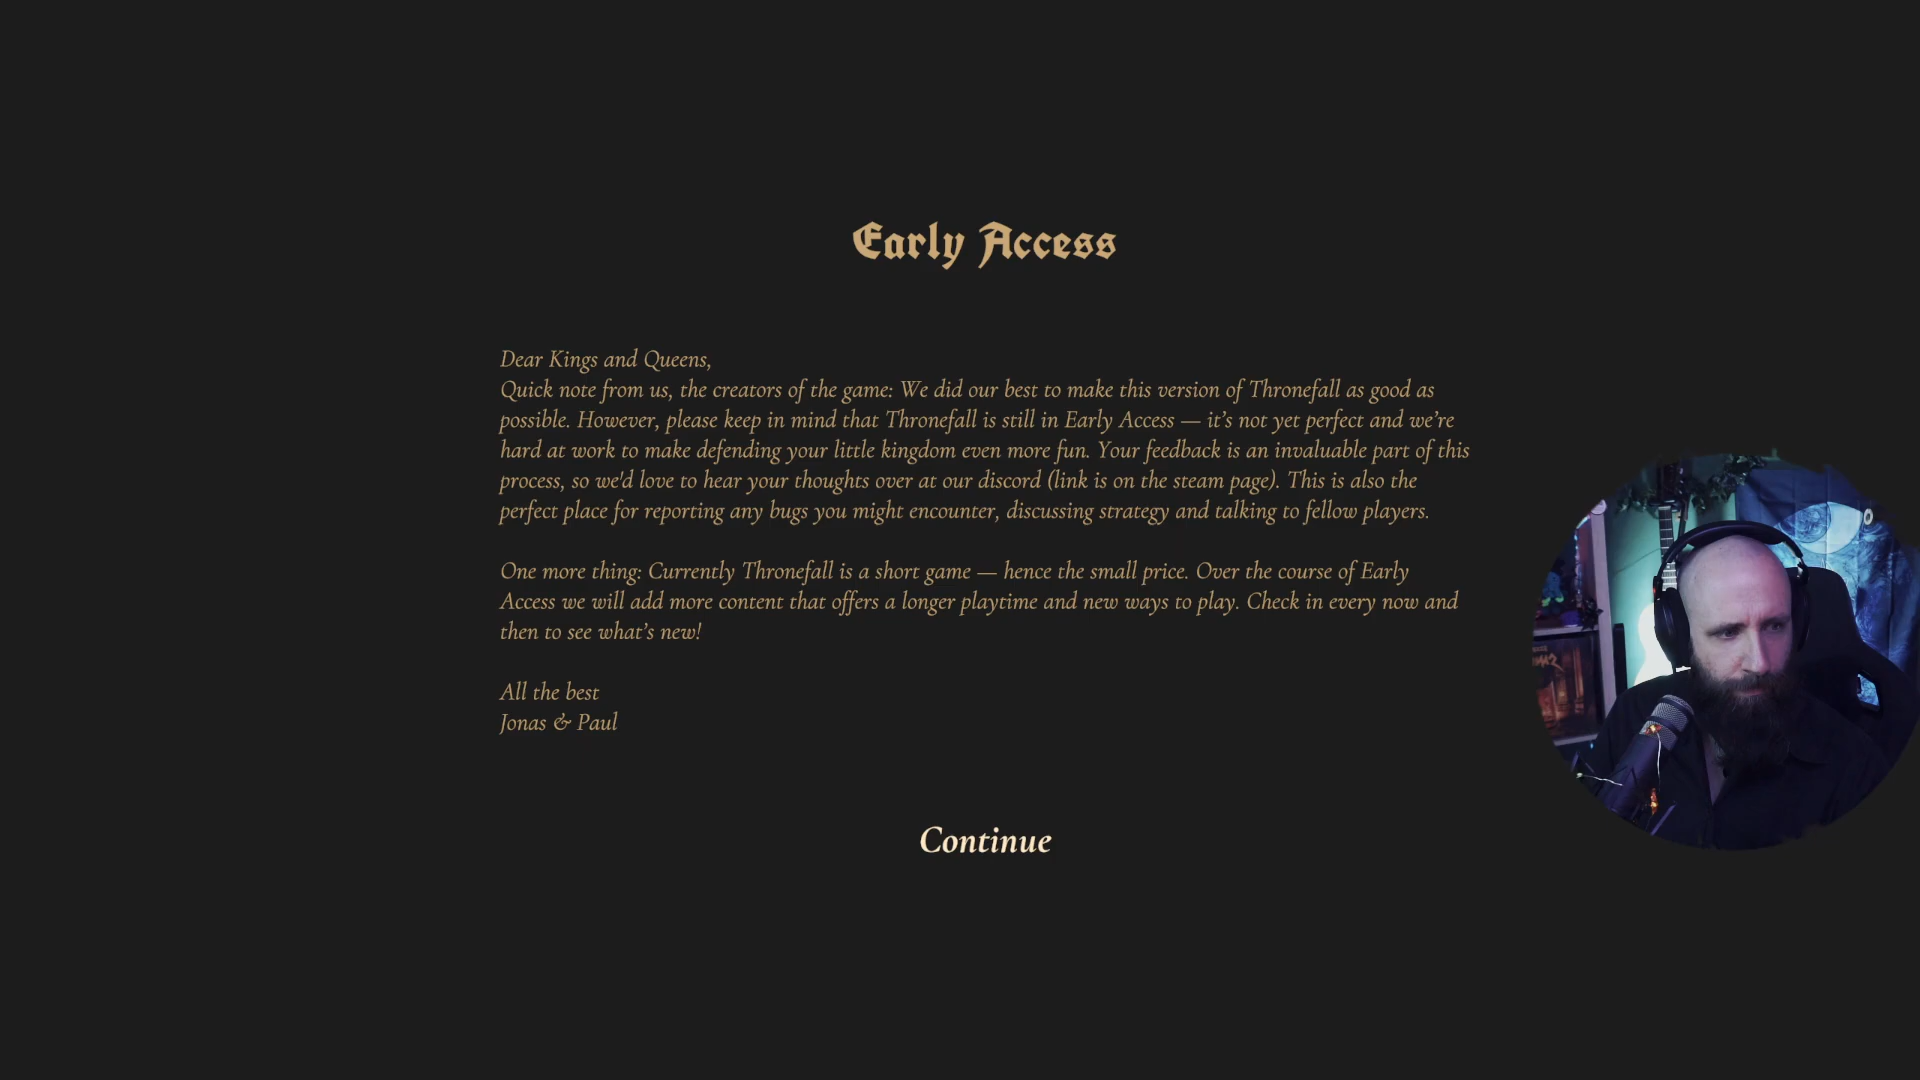 Early Access
Dear Kings and Queens,
Quick note from us, the creators of the game: We did our best to make this version of Thronefall as good as
possible. However, please keep in mind that Thronefall is still in Early Access — it’s not yet perfect and we’re
hard at work to make defending your little kingdom even more fun. Your feedback is an invaluable part of this
process, so we'd love to hear your thoughts over at our discord (link is on the steam page). This is also the
perfect place for reporting any bugs you might encounter, discussing strategy and talking to fellow players.
One more thing: Currently Thronefall is a short game — hence the small price. Over the course of Early
Access we will add more content that offers a longer playtime and new ways to play. Check in every now and
then to see what’s new!
All the best
Jonas & Paul
Continue